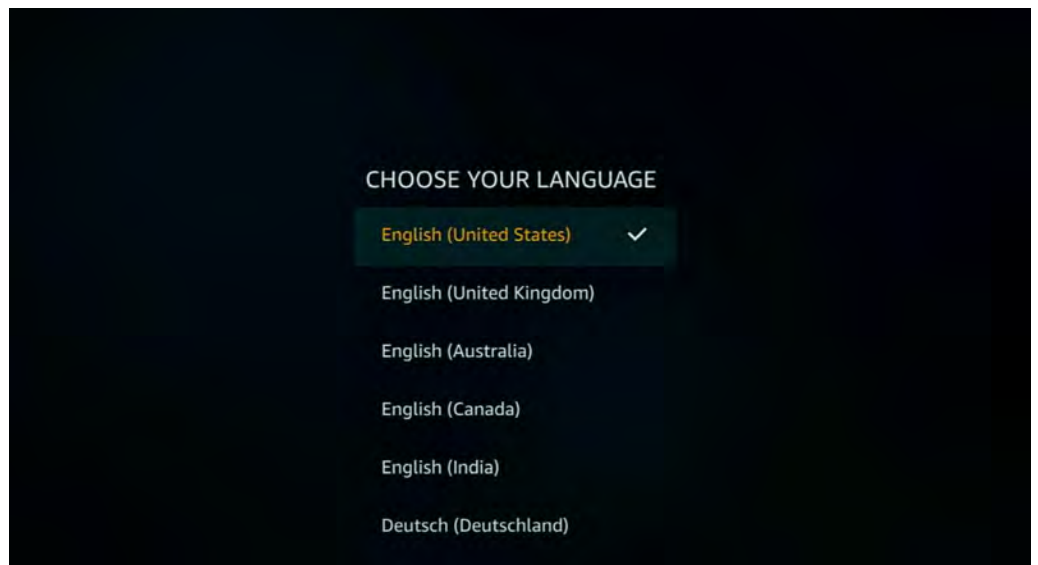 CHOOSE YOUR LANGUAGE
English (United States)
English (United Kingdom)
English (Australia)
English (Canada)
English (India)
Deutsch (Deutschland)